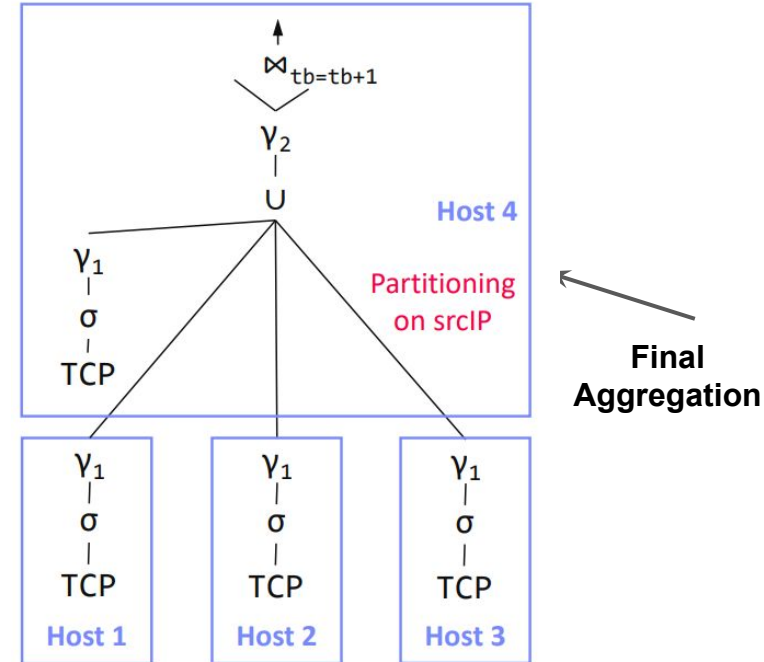 ⋈tb=tb+1
γ2
∪
Host 4
γ1
σ
TCP
Partitioning
on srcIP
Final
Aggregation
γ1
σ
TCP
Host 1
γ1
σ
TCP
Host 2
γ1
σ
TCP
Host 3